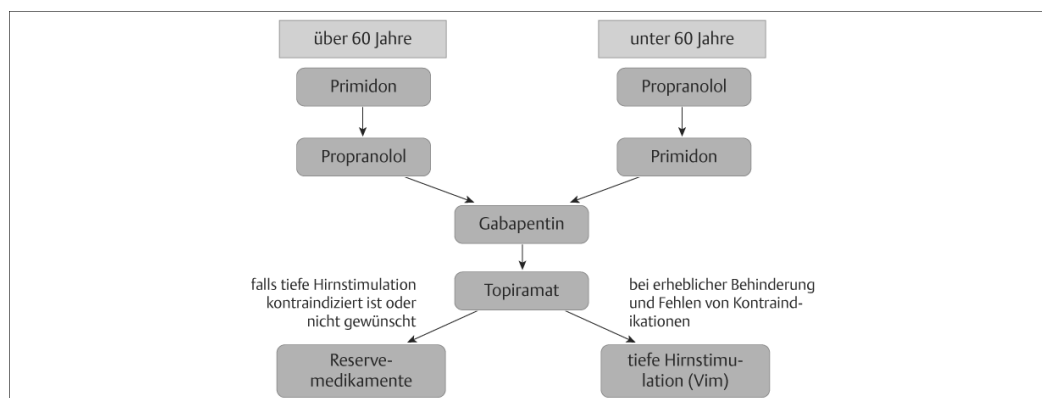 über 60 Jahre
unter 60 Jahre
Primidon
Propranolol
Propranolol
Primidon
Gabapentin
falls tiefe Hirnstimulation
kontraindiziert ist oder
nicht gewünscht
Topiramat
bei erheblicher Behinderung
und Fehlen von Kontraind-
ikationen
Reserve-
medikamente
tiefe Hirnstimu-
lation (Vim)